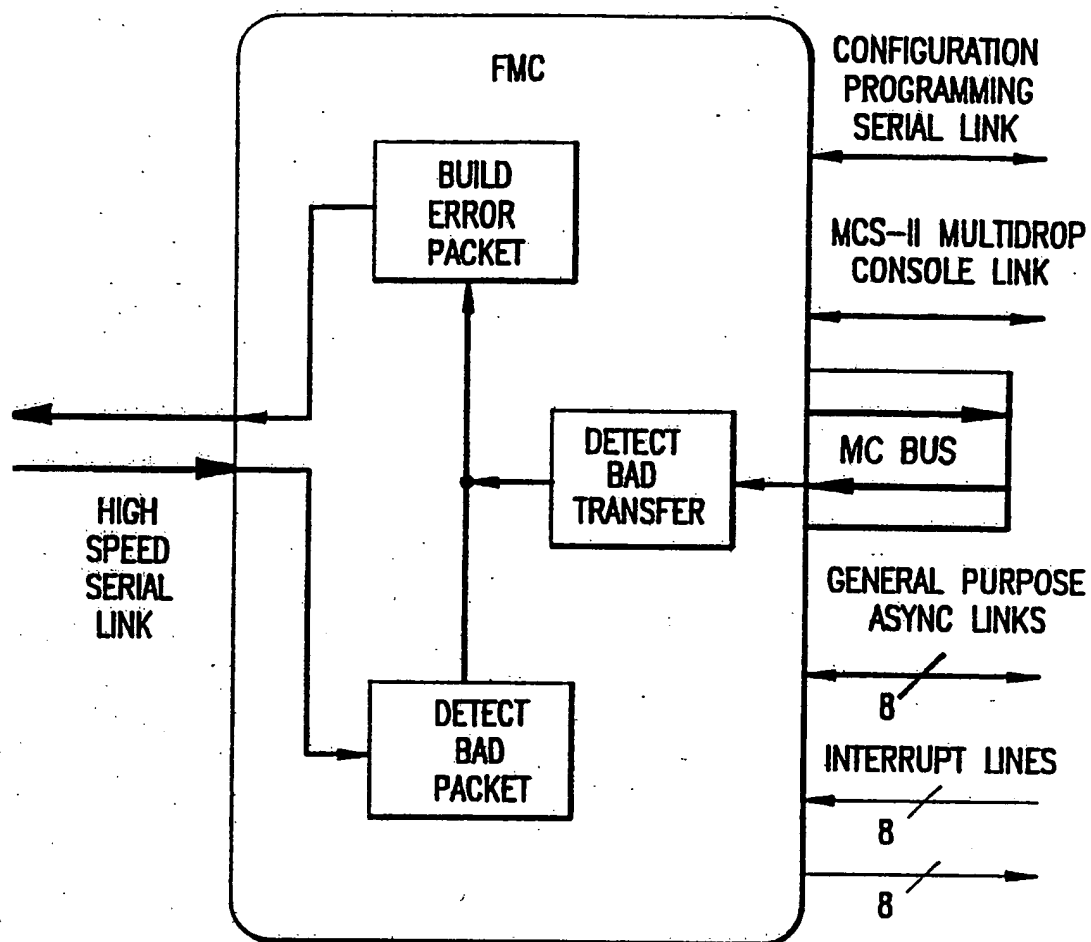 FMC
BUILD
ERROR
PACKET
DETECT
BAD
TRANSFER
DETECT
BAD
PACKET
HIGH
SPEED
SERIAL
LINK
CONFIGURATION
PROGRAMMING
SERIAL LINK
MCS-II MULTIDROP
CONSOLE LINK
MC BUS
GENERAL PURPOSE
ASYNC LINKS
8
INTERRUPT LINES
8
8